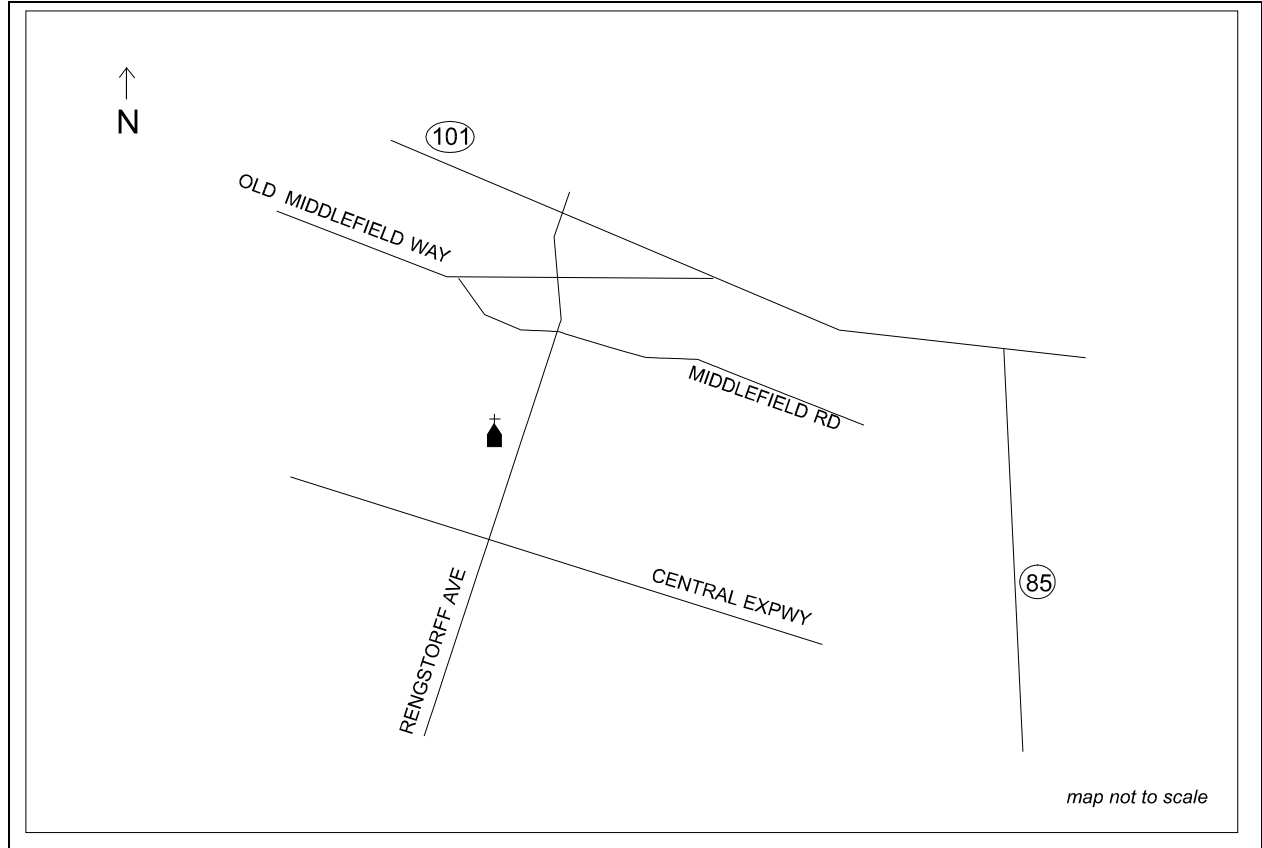 N
101
OLD MIDDLEFIELD WAY
MIDDLEFIELD RD
CENTRAL EXPWY
85
RENGSTORFF AVE
map not to scale